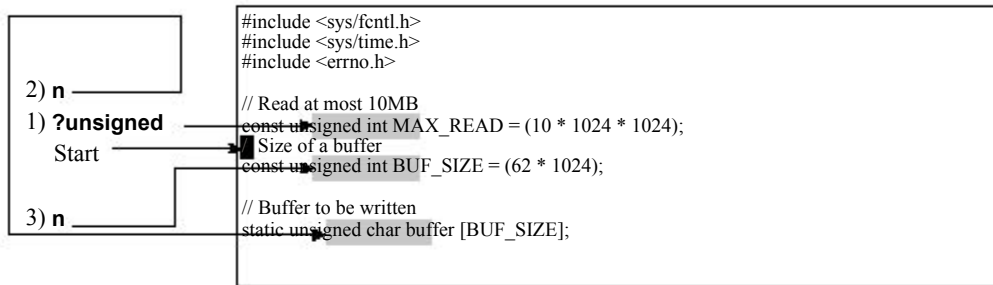 #include <sys/fcntl.h>
#include <sys/time.h>
#include <errno.h>
2) n
// Read at most 10MB
1) ?unsigned
const unsigned int MAX_READ = (10 * 1024 * 1024);
Start
/ Size of a buffer
const unsigned int BUF_SIZE = (62 * 1024);
// Buffer to be written
3) n
static unsigned char buffer [BUF_SIZE];